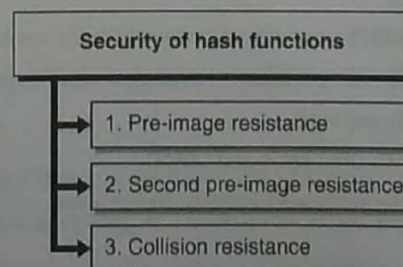 Security of hash functions
1. Pre-image resistance
2. Second pre-image resistance
3. Collision resistance